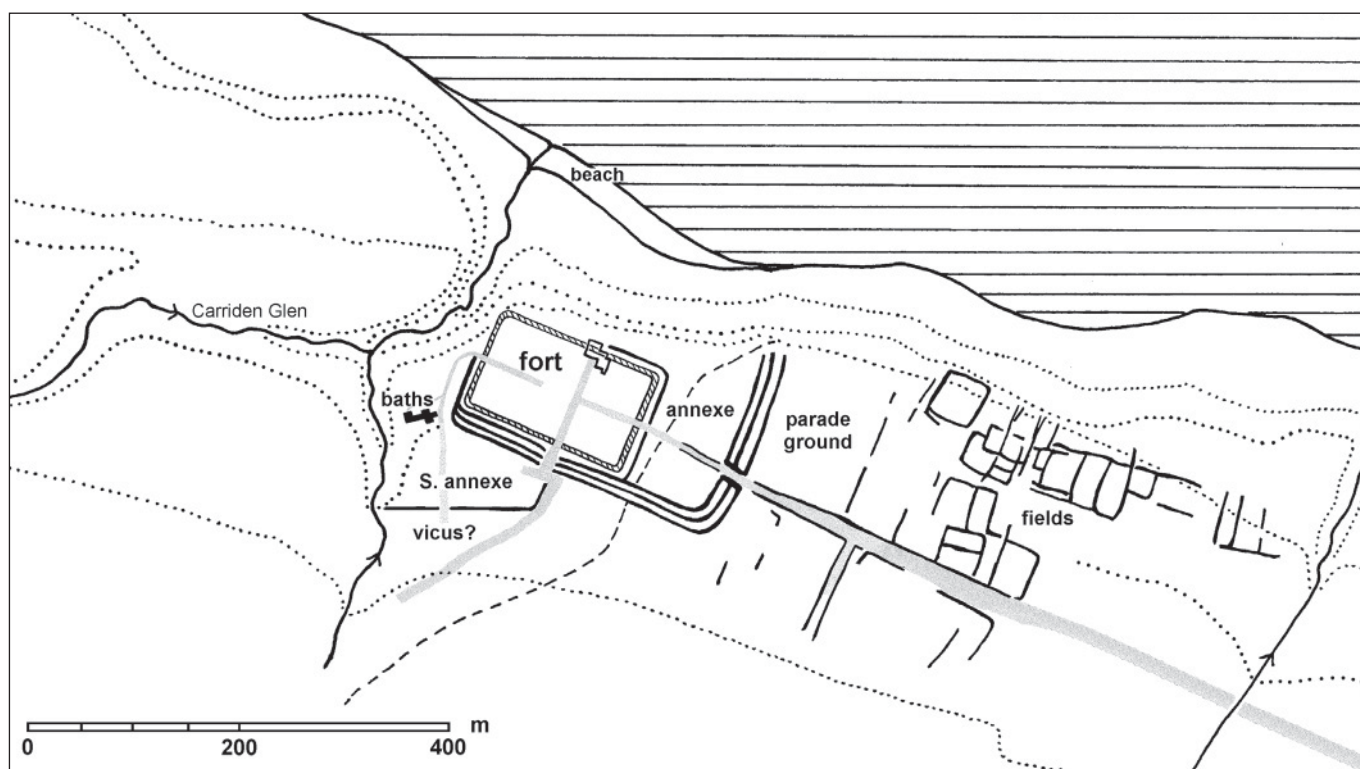 beach
Carriden Glen
fort
baths
annexe
parade
ground
S. annexe
fields
vicus?
m
0
200
400